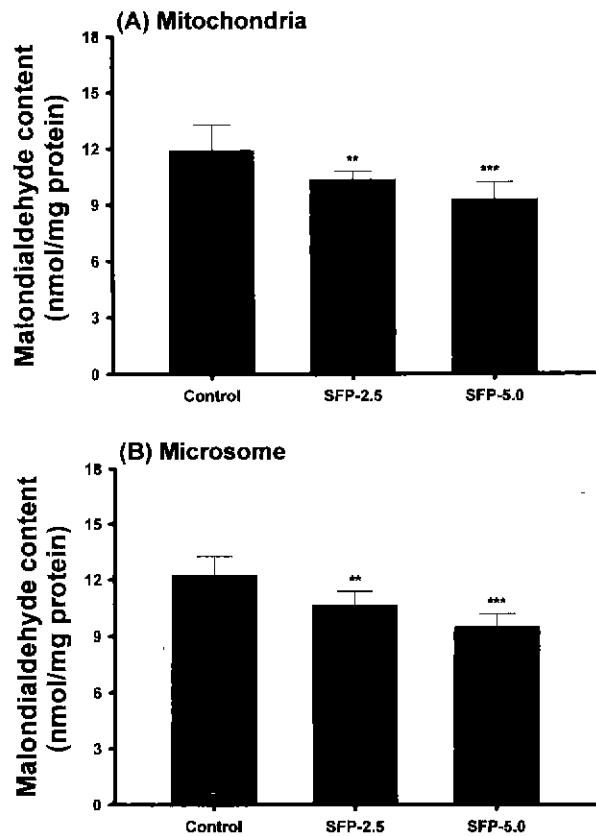 (A) Mitochondria
Malondialdehyde content
(nmol/mg protein)
18
15
12
9
6
3
0
**
***
Control SFP-2.5 SFP-5.0
(B) Microsome
Malondialdehyde content
(nmol/mg protein)
18
15
12
9
6
3
0
**
***
Control SFP-2.5 SFP-5.0